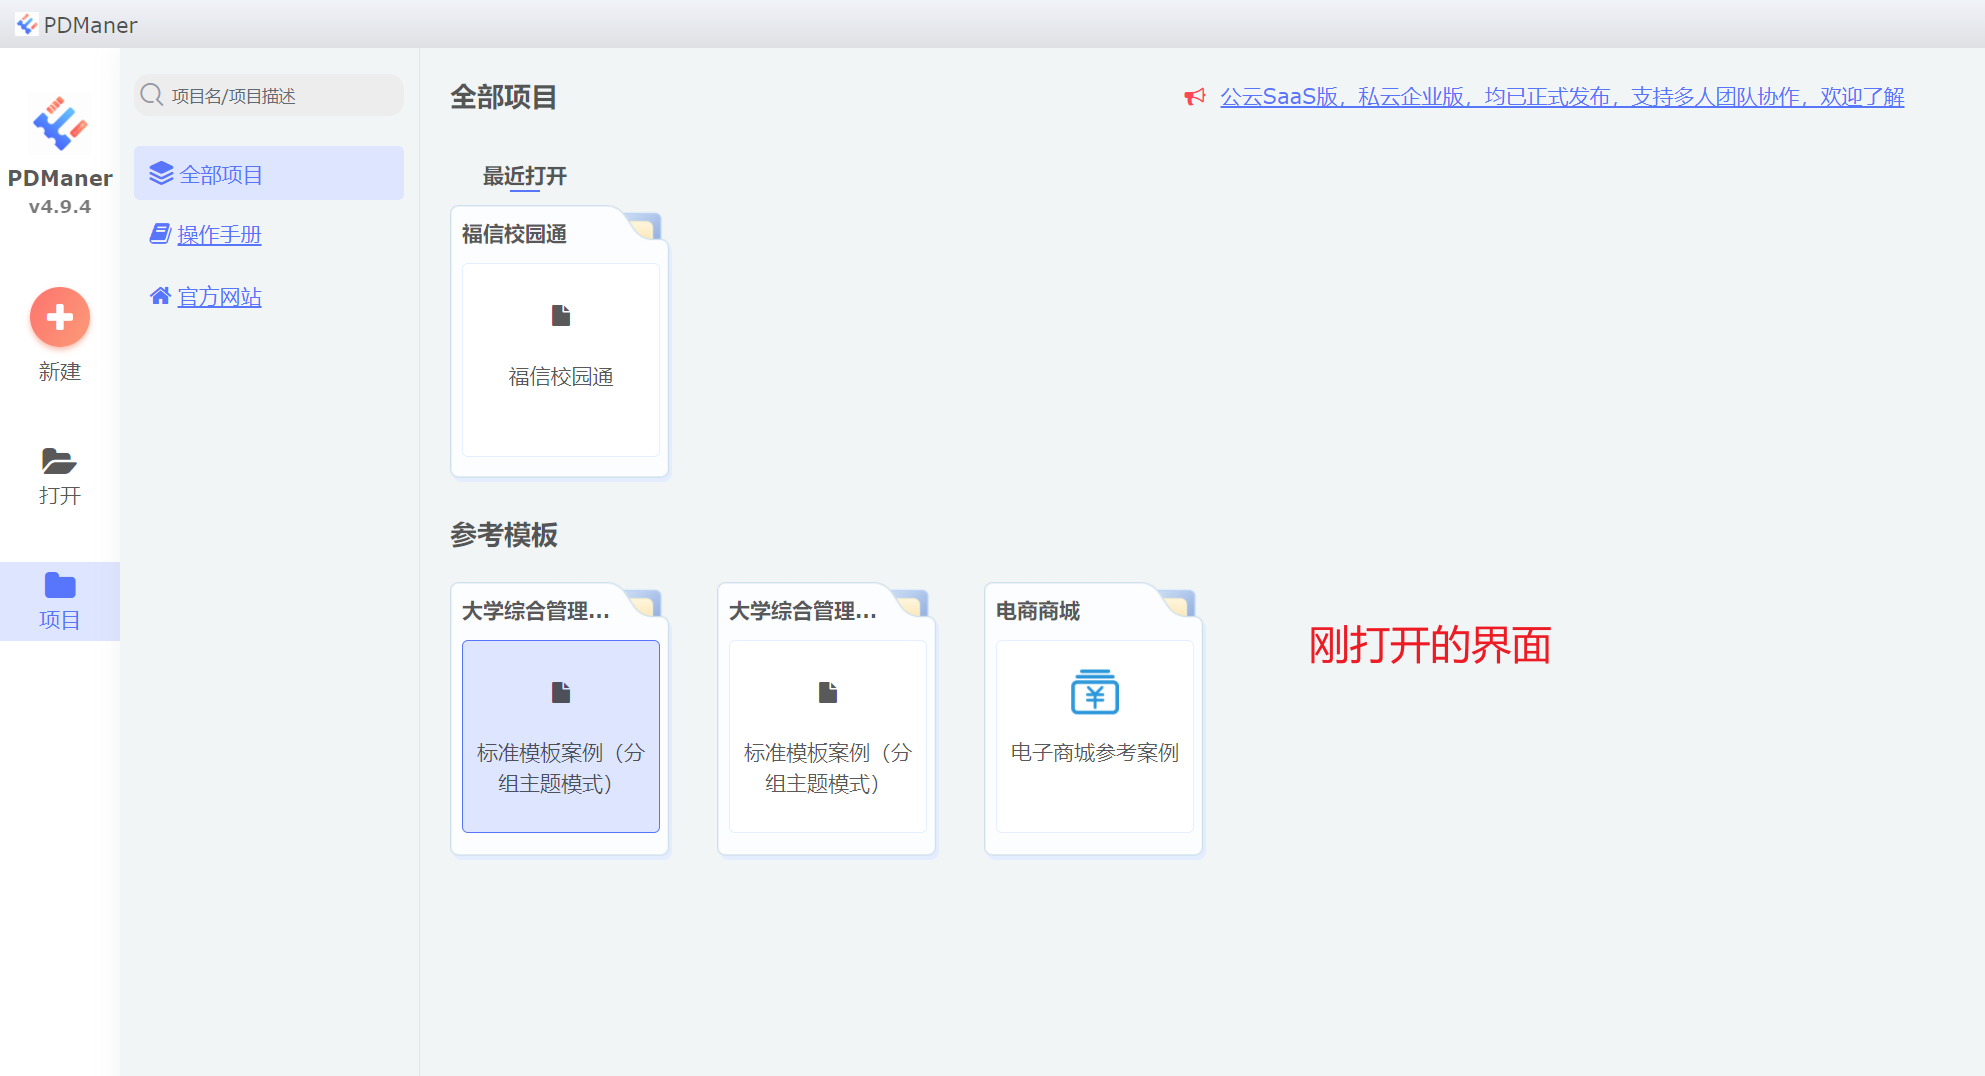 PDManer
PDManer
v4.9.4
新建
打开
项目
项目名/项目描述
全部项目
操作手册
官方网站
全部项目
公云SaaS版，私云企业版，均已正式发布，支持多人团队协作，欢迎了解
最近打开
福信校园通
福信校园通
参考模板
大学综合管理...
标准模板案例（分
组主题模式）
大学综合管理...
标准模板案例（分
组主题模式）
电商商城
电子商城参考案例
刚打开的界面